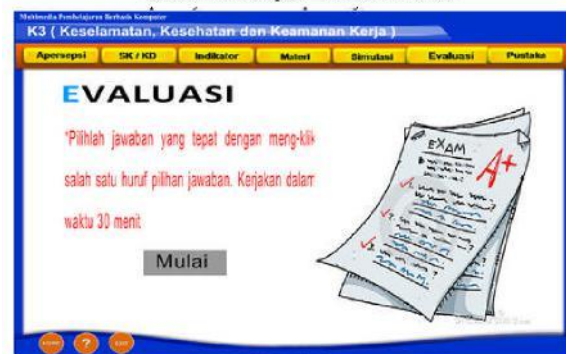 Multimedia Pembelajaran Berbasis Komputer
K3 ( Keselamatan, Kesehatan dan Keamanan Kerja )
Apersepsi SK / KD Indikator Materi Simulasi Evaluasi Pustaka
EVALUASI
"Pilihlah jawaban yang tepat dengan meng-klik
salah satu huruf pilihan jawaban. Kerjakan dalam
waktu 30 menit
Mulai
EXAM
A+
?